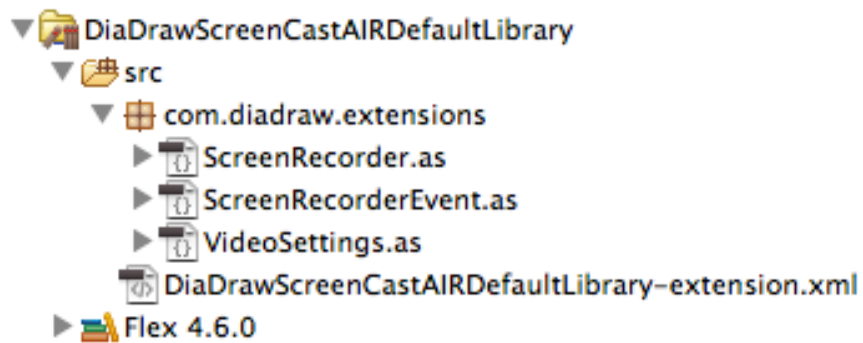 DiaDrawScreenCastAIRDefaultLibrary
src
com.diadraw.extensions
ScreenRecorder.as
ScreenRecorderEvent.as
VideoSettings.as
DiaDrawScreenCastAIRDefaultLibrary-extension.xml
Flex 4.6.0